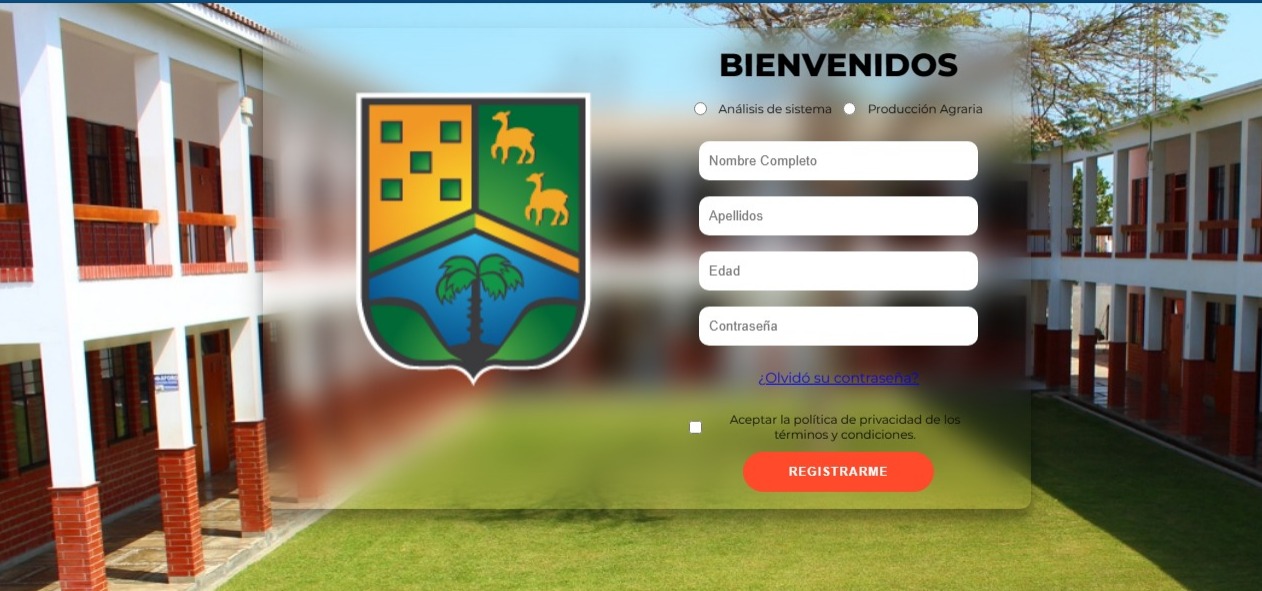 BIENVENIDOS
Análisis de sistema Producción Agraria
Nombre Completo
Apellidos
Edad
Contraseña
¿Olvidó su contraseña?
Aceptar la política de privacidad de los
términos y condiciones.
REGISTRARME